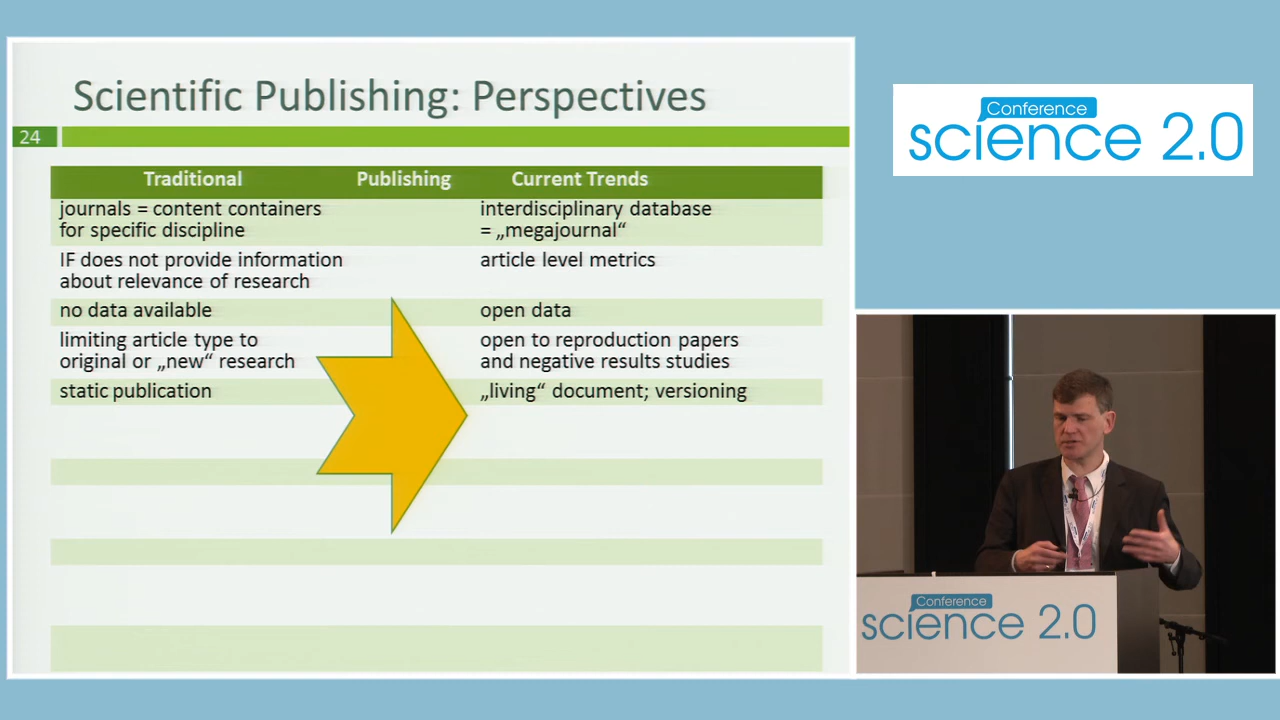 Scientific Publishing: Perspectives
24
Traditional Publishing Current Trends
journals = content containers
for specific discipline
interdisciplinary database
= „megajournal“
IF does not provide information
about relevance of research
article level metrics
no data available
open data
limiting article type to
original or „new“ research
open to reproduction papers
and negative results studies
static publication
„living“ document; versioning
Conference
science 2.0
Conference
science 2.0